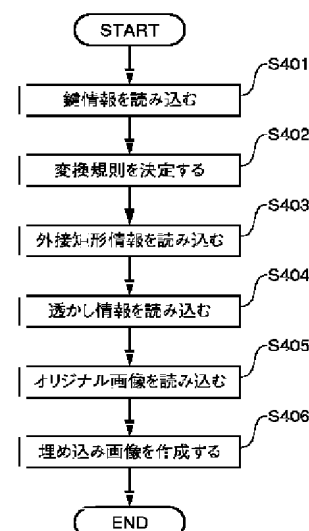 START
S401
鍵情報を読み込む
S402
変換規則を決定する
S403
外接矩形情報を読み込む
S404
透かし情報を読み込む
S405
オリジナル画像を読み込む
S406
埋め込み画像を作成する
END